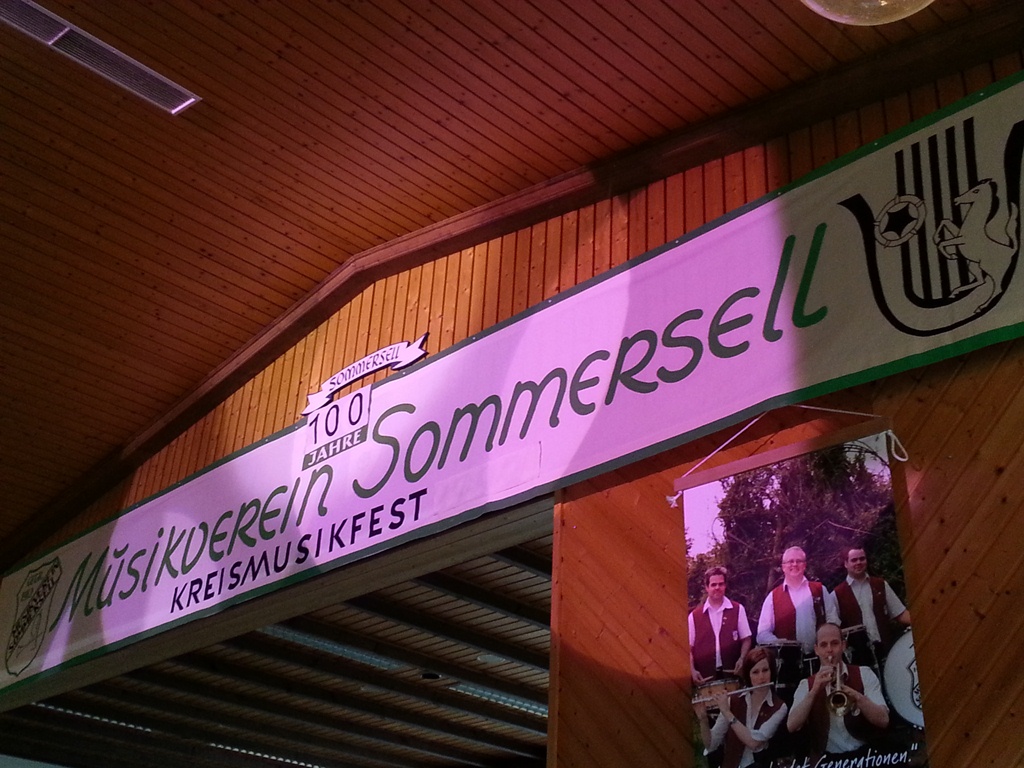 SOMMERSELL
100
JAHRE
Musikverein Sommersell
KREISMUSIKFEST
Generationen."